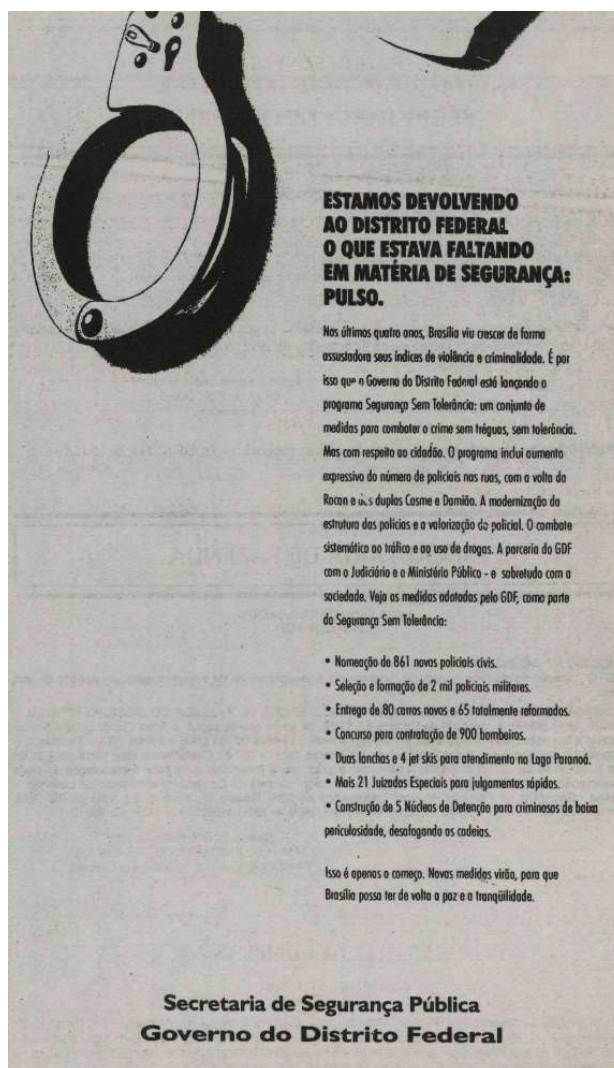 ESTAMOS DEVOLVENDO
AO DISTRITO FEDERAL
O QUE ESTAVA FALTANDO
EM MATÉRIA DE SEGURANÇA:
PULSO.
Nos últimos quatro anos, Brasília viu crescer de forma
assustadora seus índices de violência e criminalidade. É por
isso que o Governo do Distrito Federal está lançando o
programa Segurança Sem Tolerância: um conjunto de
medidas para combater o crime sem tréguas, sem tolerância.
Mas com respeito ao cidadão. O programa inclui aumento
expressivo do número de policiais nas ruas, com a volta da
Rocan e das duplas Cosme e Damião. A modernização da
estrutura das polícias e a valorização do policial. O combate
sistemático ao tráfico e ao uso de drogas. A parceria do GDF
com o Judiciário e o Ministério Público - e sobretudo com a
sociedade. Veja as medidas adotadas pelo GDF, como parte
do Segurança Sem Tolerância:
• Nomeação de 861 novos policiais civis.
• Seleção e formação de 2 mil policiais militares.
• Entrega de 80 carros novos e 65 totalmente reformados.
• Concurso para contratação de 900 bombeiros.
• Duas lanchas e 4 jet skis para atendimento no Lago Paranoá.
• Mais 21 Juizados Especiais para julgamentos rápidos.
• Construção de 5 Núcleos de Detenção para criminosos de baixa
periculosidade, desafogando as cadeias.
Isso é apenas o começo. Novas medidas virão, para que
Brasília possa ter de volta a paz e a tranqüilidade.
Secretaria de Segurança Pública
Governo do Distrito Federal